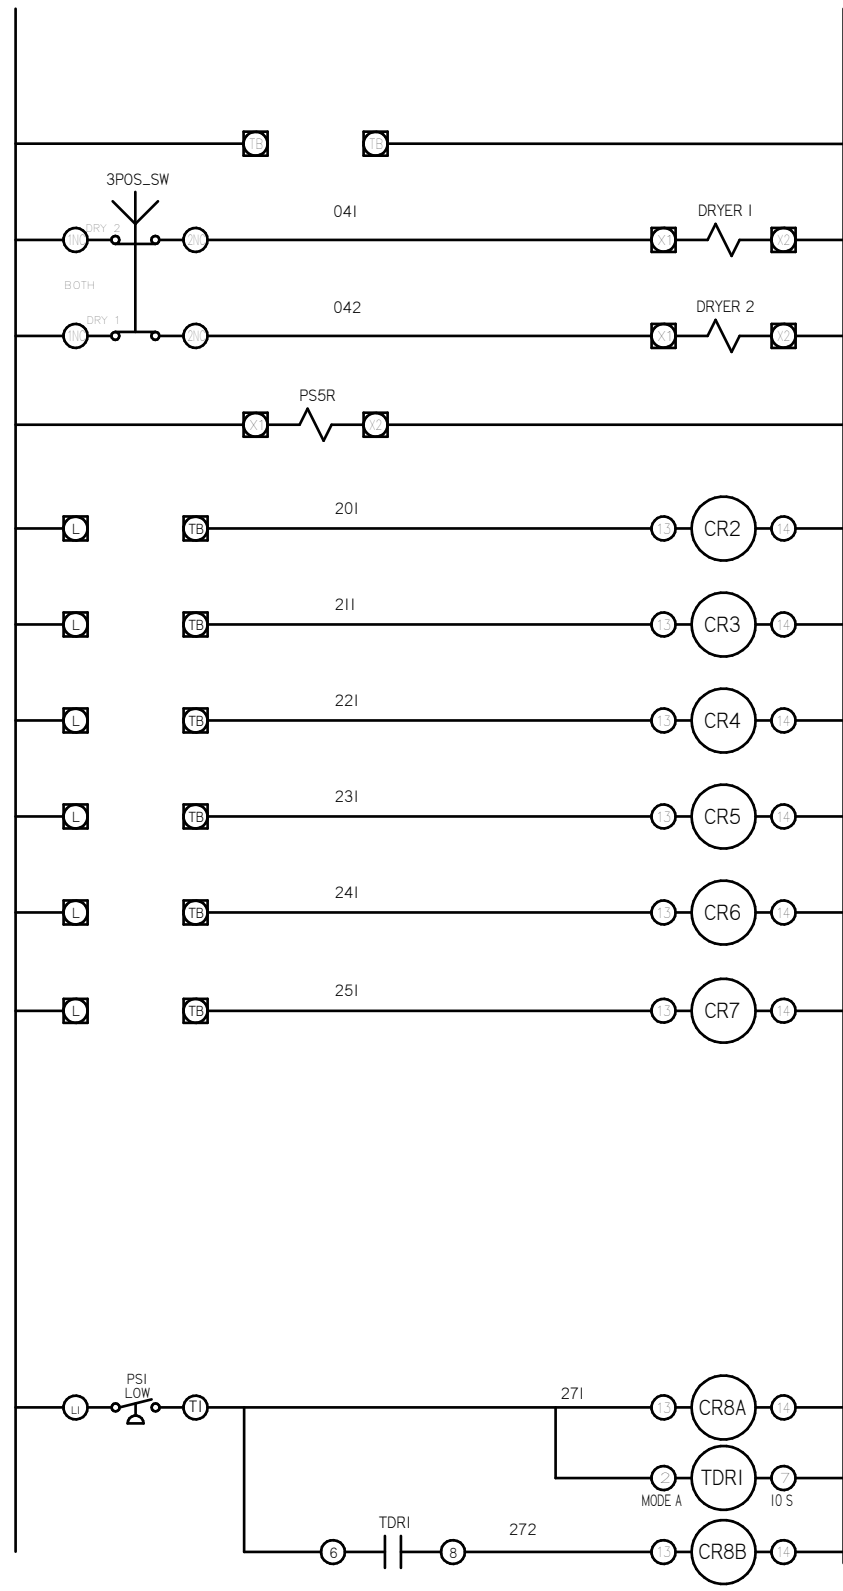 TB TB
3POS_SW
041
DRYER 1
1NO DRY 2 2NO X1 X2
BOTH
042
DRYER 2
1NC DRY 1 2NC X1 X2
PS5R
X1 X2
201
L TB 13 CR2 14
211
L TB 13 CR3 14
221
L TB 13 CR4 14
231
L TB 13 CR5 14
241
L TB 13 CR6 14
251
L TB 13 CR7 14
PS1
LOW
271
L1 T1 13 CR8A 14
2 TDR1 7
MODE A 10 S
TDR1
272
6 8 13 CR8B 14